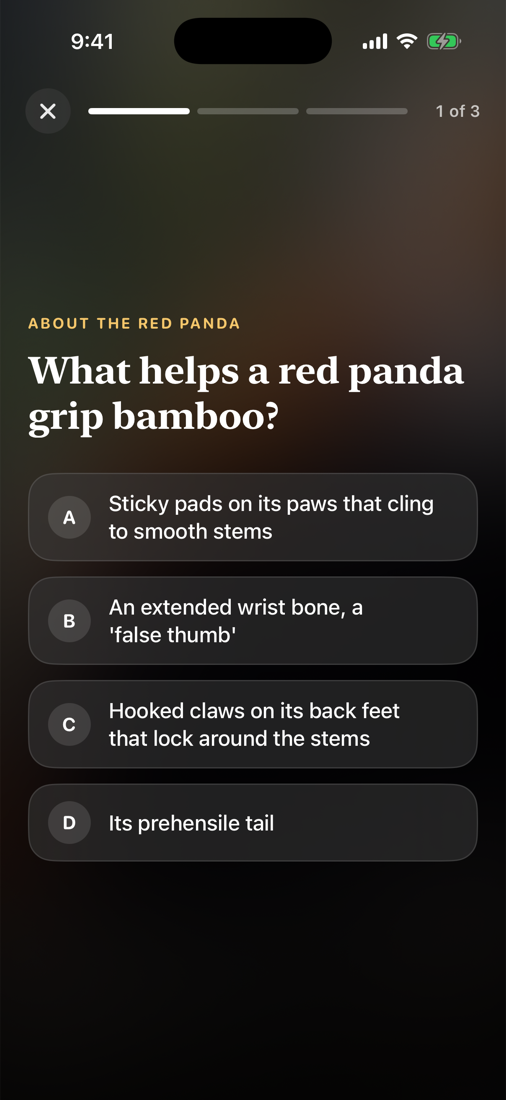 9:41
1 of 3
ABOUT THE RED PANDA
What helps a red panda
grip bamboo?
A
Sticky pads on its paws that cling
to smooth stems
B
An extended wrist bone, a
'false thumb'
C
Hooked claws on its back feet
that lock around the stems
D
Its prehensile tail